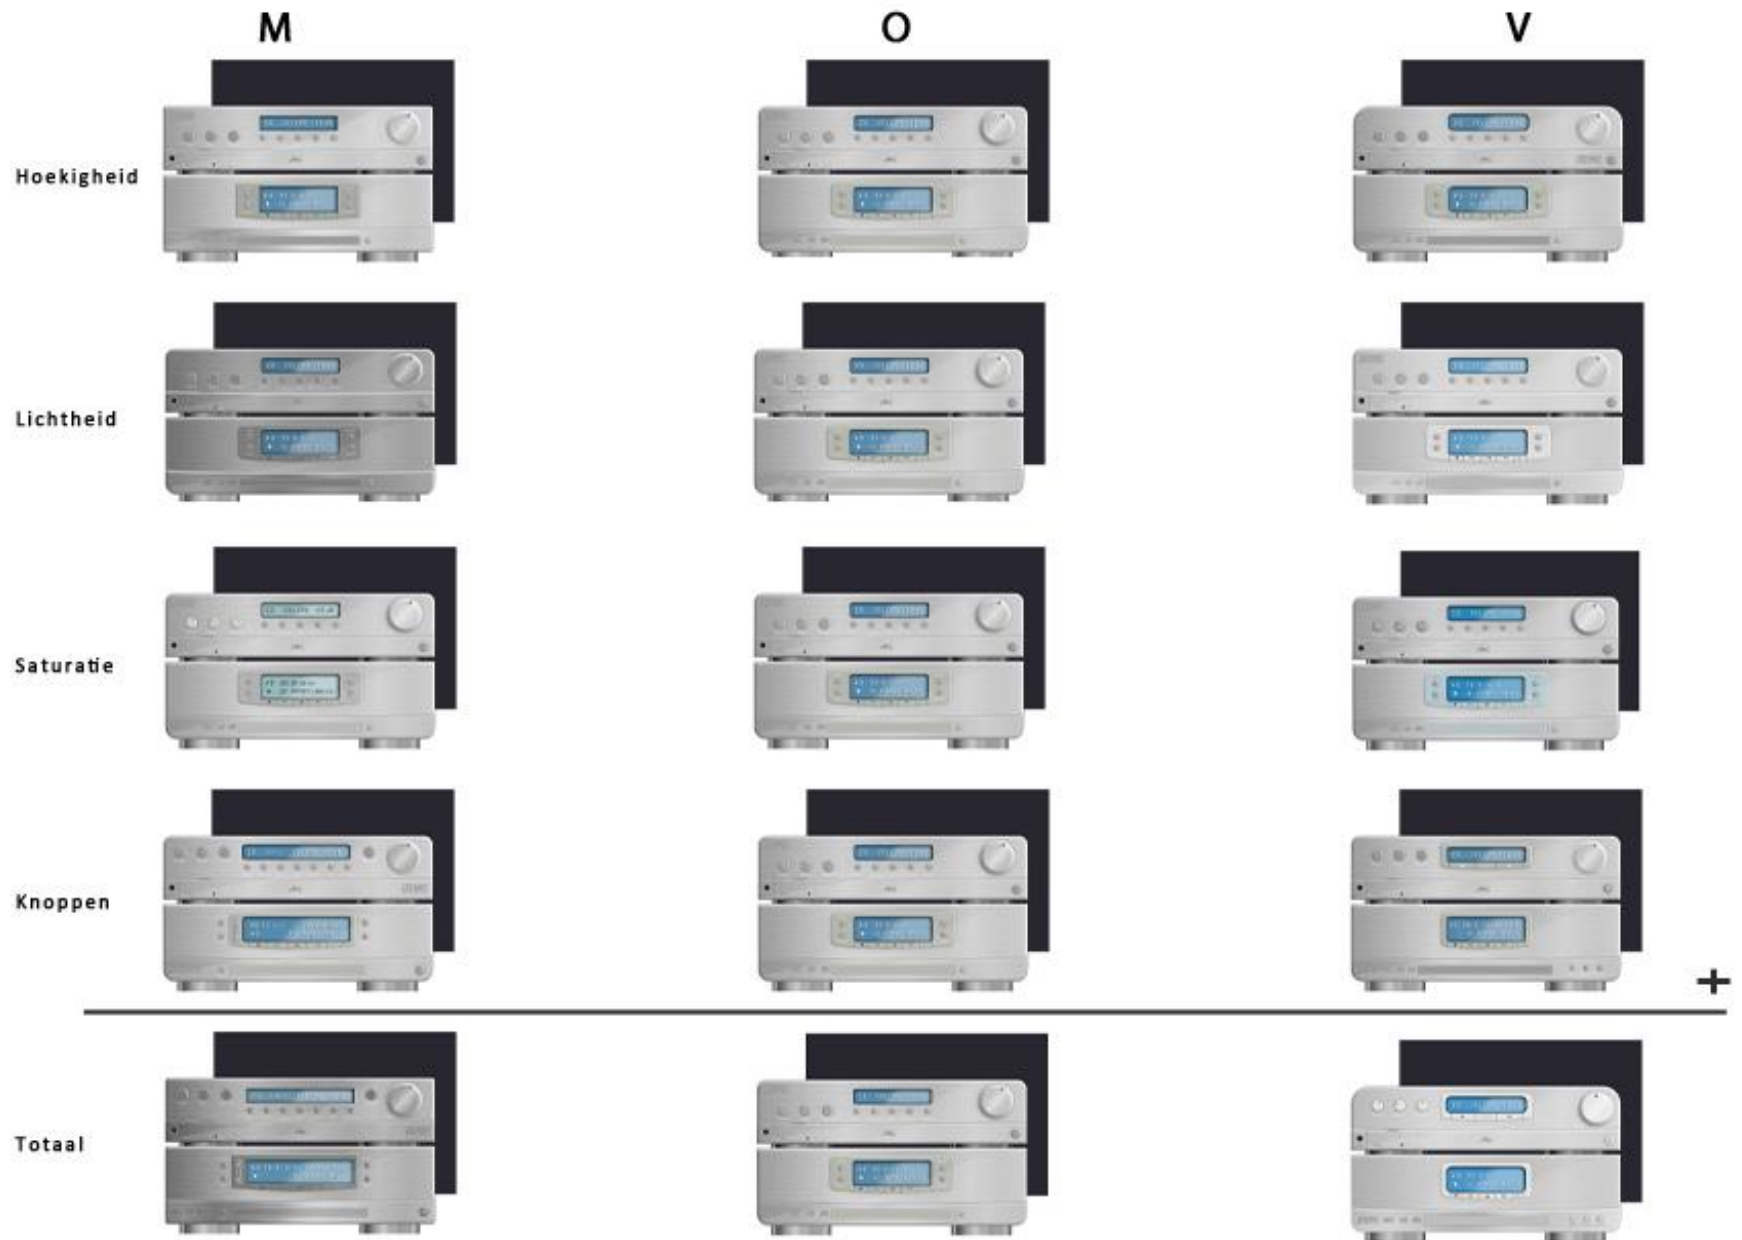 M O V
Hoekigheid
Lichtheid
Saturatie
Knoppen
+
Totaal